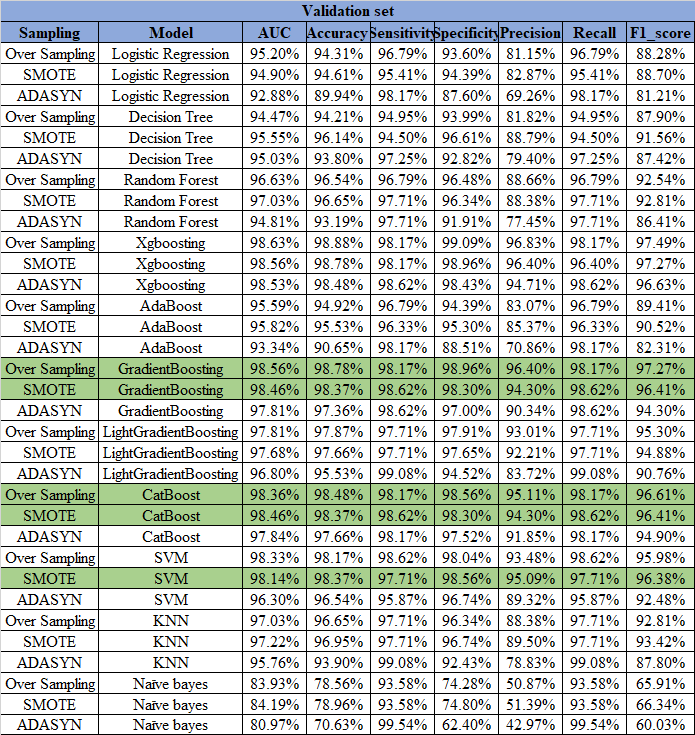 Validation set
Sampling Model AUC Accuracy Sensitivity Specificity Precision Recall F1_score
Over Sampling Logistic Regression 95.20% 94.31% 96.79% 93.60% 81.15% 96.79% 88.28%
SMOTE Logistic Regression 94.90% 94.61% 95.41% 94.39% 82.87% 95.41% 88.70%
ADASYN Logistic Regression 92.88% 89.94% 98.17% 87.60% 69.26% 98.17% 81.21%
Over Sampling Decision Tree 94.47% 94.21% 94.95% 93.99% 81.82% 94.95% 87.90%
SMOTE Decision Tree 95.55% 96.14% 94.50% 96.61% 88.79% 94.50% 91.56%
ADASYN Decision Tree 95.03% 93.80% 97.25% 92.82% 79.40% 97.25% 87.42%
Over Sampling Random Forest 96.63% 96.54% 96.79% 96.48% 88.66% 96.79% 92.54%
SMOTE Random Forest 97.03% 96.65% 97.71% 96.34% 88.38% 97.71% 92.81%
ADASYN Random Forest 94.81% 93.19% 97.71% 91.91% 77.45% 97.71% 86.41%
Over Sampling Xgboosting 98.63% 98.88% 98.17% 99.09% 96.83% 98.17% 97.49%
SMOTE Xgboosting 98.56% 98.78% 98.17% 98.96% 96.40% 96.40% 97.27%
ADASYN Xgboosting 98.53% 98.48% 98.62% 98.43% 94.71% 98.62% 96.63%
Over Sampling AdaBoost 95.59% 94.92% 96.79% 94.39% 83.07% 96.79% 89.41%
SMOTE AdaBoost 95.82% 95.53% 96.33% 95.30% 85.37% 96.33% 90.52%
ADASYN AdaBoost 93.34% 90.65% 98.17% 88.51% 70.86% 98.17% 82.31%
Over Sampling GradientBoosting 98.56% 98.78% 98.17% 98.96% 96.40% 98.17% 97.27%
SMOTE GradientBoosting 98.46% 98.37% 98.62% 98.30% 94.30% 98.62% 96.41%
ADASYN GradientBoosting 97.81% 97.36% 98.62% 97.00% 90.34% 98.62% 94.30%
Over Sampling LightGradientBoosting 97.81% 97.87% 97.71% 97.91% 93.01% 97.71% 95.30%
SMOTE LightGradientBoosting 97.68% 97.66% 97.71% 97.65% 92.21% 97.71% 94.88%
ADASYN LightGradientBoosting 96.80% 95.53% 99.08% 94.52% 83.72% 99.08% 90.76%
Over Sampling CatBoost 98.36% 98.48% 98.17% 98.56% 95.11% 98.17% 96.61%
SMOTE CatBoost 98.46% 98.37% 98.62% 98.30% 94.30% 98.62% 96.41%
ADASYN CatBoost 97.84% 97.66% 98.17% 97.52% 91.85% 98.17% 94.90%
Over Sampling SVM 98.33% 98.17% 98.62% 98.04% 93.48% 98.62% 95.98%
SMOTE SVM 98.14% 98.37% 97.71% 98.56% 95.09% 97.71% 96.38%
ADASYN SVM 96.30% 96.54% 95.87% 96.74% 89.32% 95.87% 92.48%
Over Sampling KNN 97.03% 96.65% 97.71% 96.34% 88.38% 97.71% 92.81%
SMOTE KNN 97.22% 96.95% 97.71% 96.74% 89.50% 97.71% 93.42%
ADASYN KNN 95.76% 93.90% 99.08% 92.43% 78.83% 99.08% 87.80%
Over Sampling Naïve bayes 83.93% 78.56% 93.58% 74.28% 50.87% 93.58% 65.91%
SMOTE Naïve bayes 84.19% 78.96% 93.58% 74.80% 51.39% 93.58% 66.34%
ADASYN Naïve bayes 80.97% 70.63% 99.54% 62.40% 42.97% 99.54% 60.03%